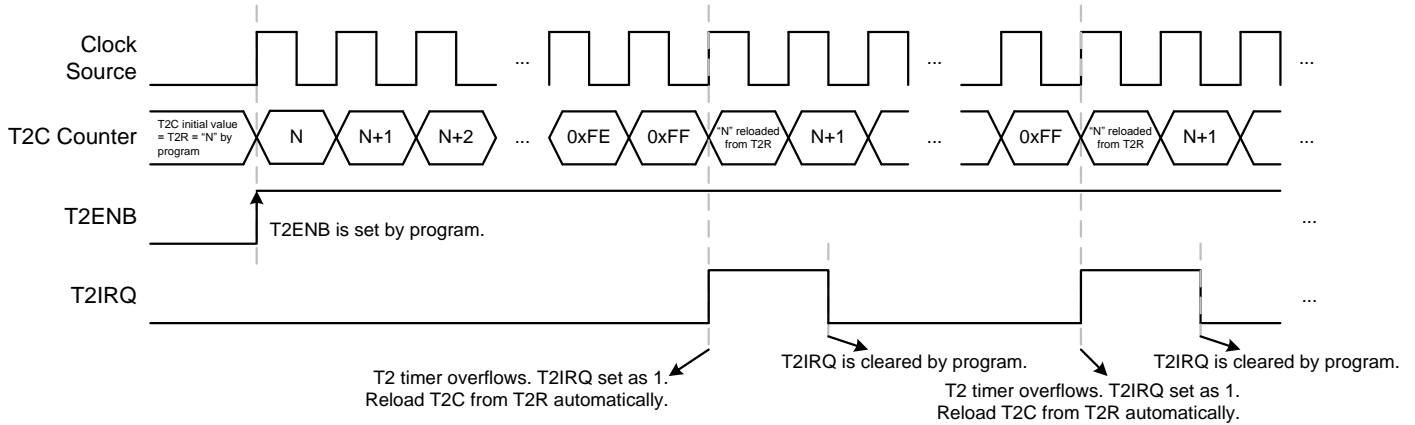 Clock
Source
...
...
...
T2C Counter
T2C initial value
= T2R = "N" by
program
N
N+1
N+2
...
0xFE
0xFF
"N" reloaded
from T2R
N+1
...
0xFF
"N" reloaded
from T2R
N+1
...
T2ENB
T2ENB is set by program.
...
T2IRQ
...
T2 timer overflows. T2IRQ set as 1.
Reload T2C from T2R automatically.
T2IRQ is cleared by program.
T2 timer overflows. T2IRQ set as 1.
Reload T2C from T2R automatically.
T2IRQ is cleared by program.